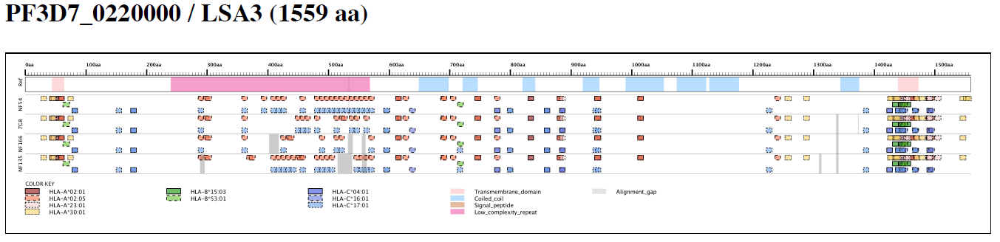 PF3D7_0220000 / LSA3 (1559 aa)
0aa 100aa 200aa 300aa 400aa 500aa 600aa 700aa 800aa 900aa 1000aa 1100aa 1200aa 1300aa 1400aa 1500aa
Ref
NF54
7G8
NF166
NF135
COLOR KEY
HLA-A*02:01 HLA-B*15:03 HLA-C*04:01 Transmembrane_domain Alignment_gap
HLA-A*02:05 HLA-B*53:01 HLA-C*16:01 Coiled_coil
HLA-A*23:01 HLA-C*17:01 Signal_peptide
HLA-A*30:01 Low_complexity_repeat